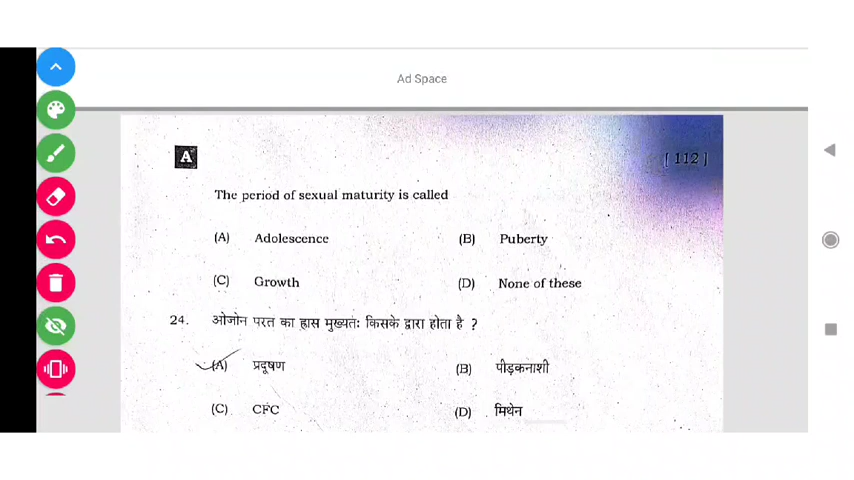 Ad Space
A
[ 112 ]
The period of sexual maturity is called
(A) Adolescence (B) Puberty
(C) Growth (D) None of these
24. ओजोन परत का ह्रास मुख्यतः किसके द्वारा होता है ?
(A) प्रदूषण (B) पीड़कनाशी
(C) CFC (D) मिथेन